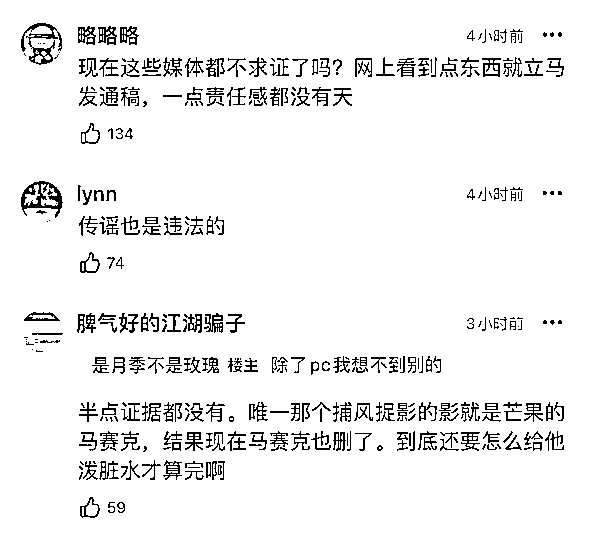 略略略 4小时前
现在这些媒体都不求证了吗？网上看到点东西就立马
发通稿，一点责任感都没有天
134
lynn 4小时前
传谣也是违法的
74
脾气好的江湖骗子 3小时前
是月季不是玫瑰 楼主 除了pc我想不到别的
半点证据都没有。唯一那个捕风捉影的影就是芒果的
马赛克，结果现在马赛克也删了。到底还要怎么给他
泼脏水才算完啊
59